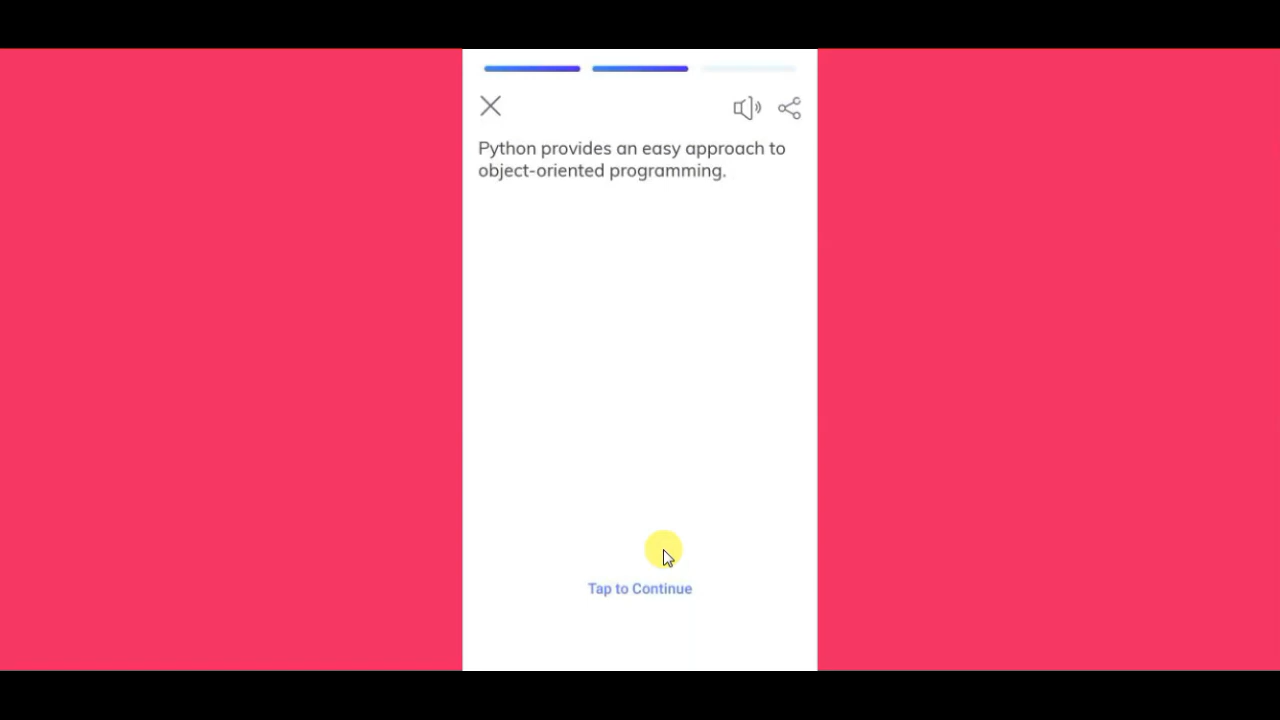 Python provides an easy approach to
object-oriented programming.
Tap to Continue